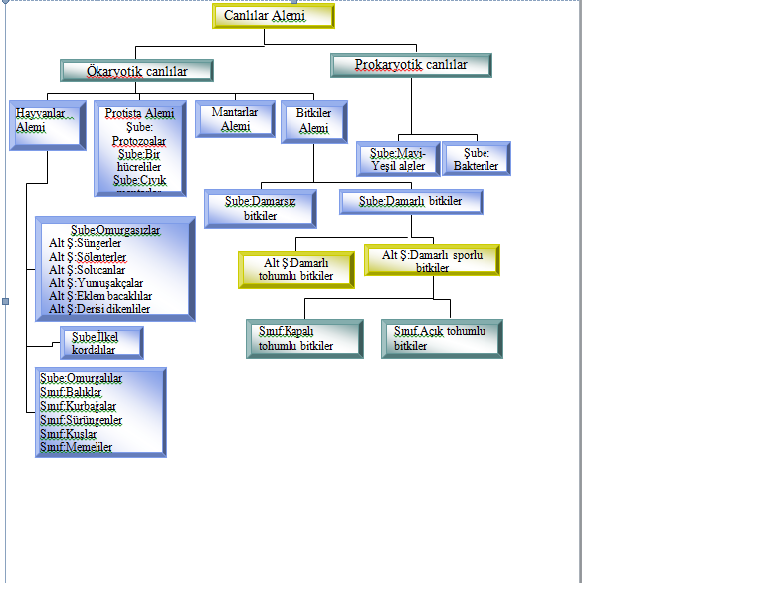 Canlılar Alemi
Ökaryotik canlılar
Prokaryotik canlılar
Hayvanlar
Alemi
Protista Alemi
Şube:
Protozoalar
Şube:Bir
hücreliler
Şube:Cıvık
mantarlar
Mantarlar
Alemi
Bitkiler
Alemi
Şube:Mavi-
Yeşil algler
Şube:
Bakterler
Şube:Damarsız
bitkiler
Şube:Damarlı bitkiler
Şube:Omurgasızlar
Alt Ş:Süngerler
Alt Ş:Sölenterler
Alt Ş:Solucanlar
Alt Ş:Yumuşakçalar
Alt Ş:Eklem bacaklılar
Alt Ş:Derisi dikenliler
Alt Ş:Damarlı
tohumlu bitkiler
Alt Ş:Damarlı sporlu
bitkiler
Sınıf:Kapalı
tohumlu bitkiler
Sınıf.Açık tohumlu
bitkiler
Şube:İlkel
kordalılar
Şube:Omurgalılar
Sınıf:Balıklar
Sınıf:Kurbağalar
Sınıf:Sürüngenler
Sınıf:Kuşlar
Sınıf:Memeliler